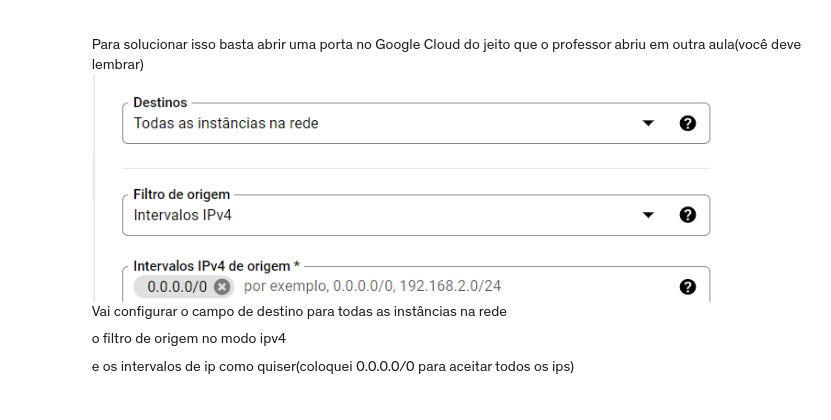 Para solucionar isso basta abrir uma porta no Google Cloud do jeito que o professor abriu em outra aula(você deve
lembrar)
Destinos
Todas as instâncias na rede
Filtro de origem
Intervalos IPv4
Intervalos IPv4 de origem *
0.0.0.0/0 por exemplo, 0.0.0.0/0, 192.168.2.0/24
Vai configurar o campo de destino para todas as instâncias na rede
o filtro de origem no modo ipv4
e os intervalos de ip como quiser(coloquei 0.0.0.0/0 para aceitar todos os ips)